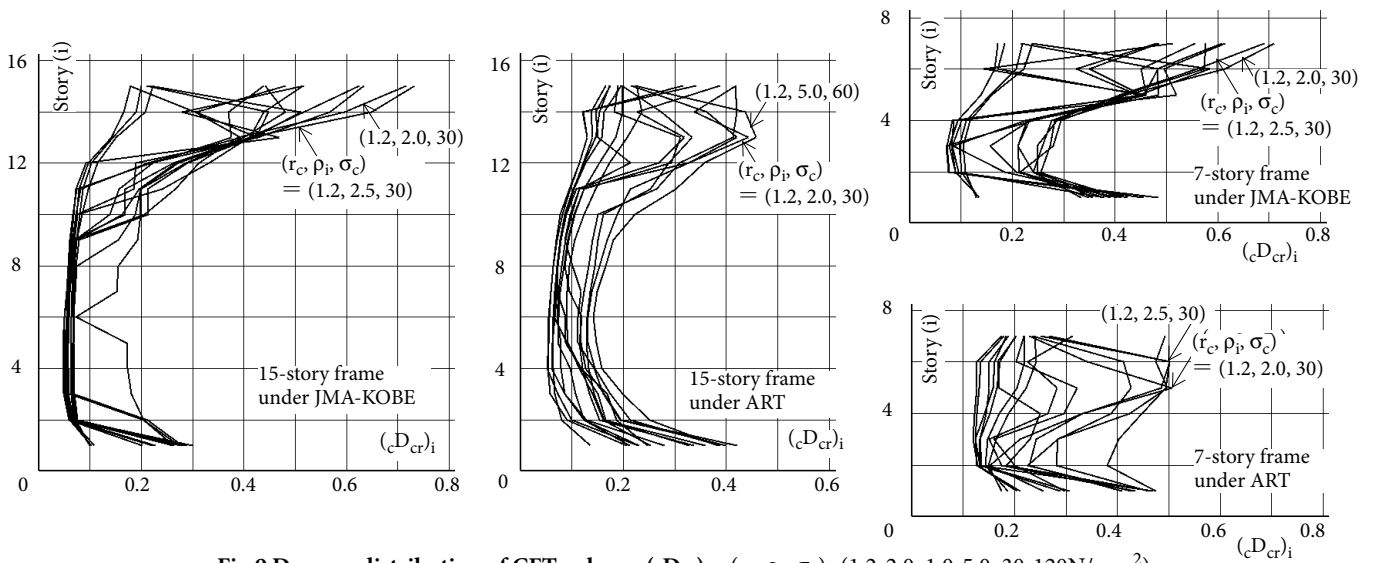 16
12
8
4
0
Story (i)
(1.2, 2.0, 30)
(r_c, ρ_i, σ_c)
= (1.2, 2.5, 30)
15-story frame
under JMA-KOBE
(_cD_cr)_i
0.2
0.4
0.6
0.8
16
12
8
4
0
Story (i)
(1.2, 5.0, 60)
(r_c, ρ_i, σ_c)
= (1.2, 2.0, 30)
15-story frame
under ART
(_cD_cr)_i
0.2
0.4
0.6
8
4
0
Story (i)
(1.2, 2.0, 30)
(r_c, ρ_i, σ_c)
= (1.2, 2.5, 30)
7-story frame
under JMA-KOBE
0.2
0.4
0.6
0.8
(_cD_cr)_i
8
4
0
Story (i)
(1.2, 2.5, 30)
(r_c, ρ_i, σ_c)
= (1.2, 2.0, 30)
7-story frame
under ART
0.2
0.4
0.6
0.8
(_cD_cr)_i